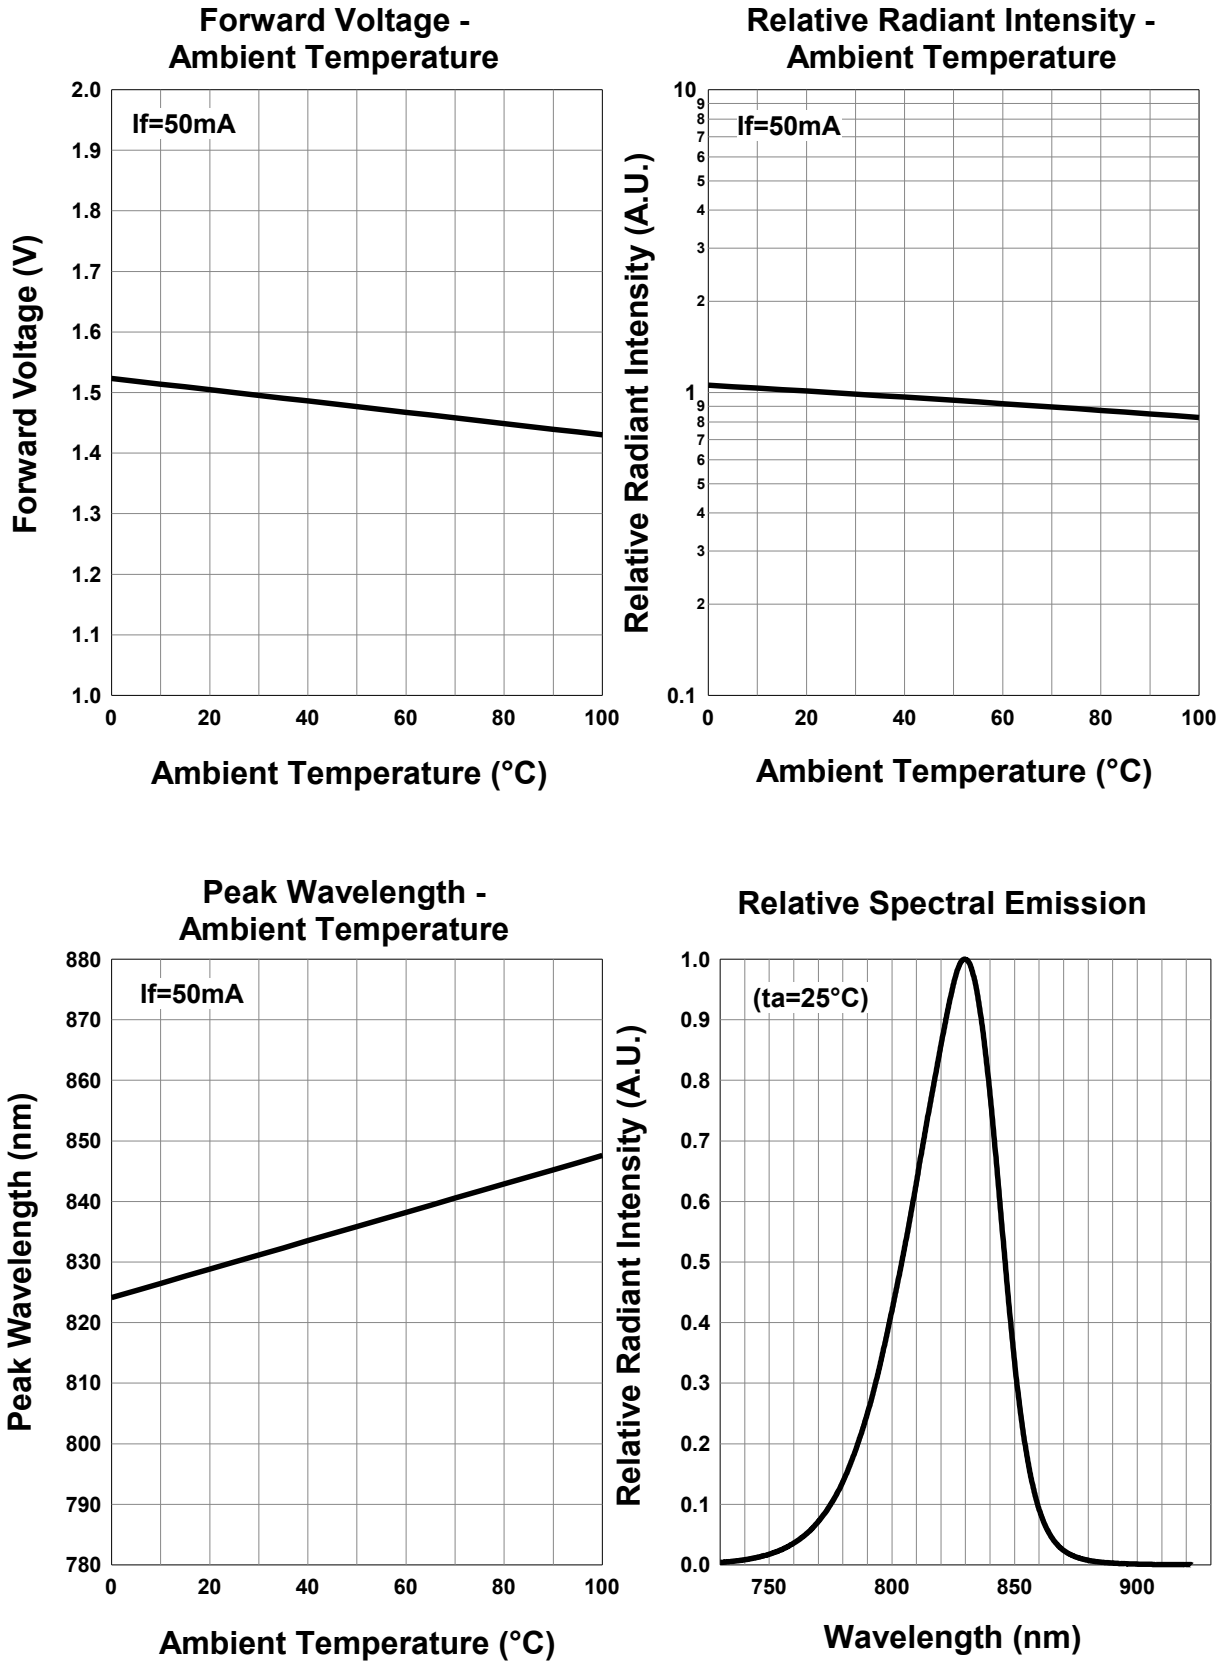 Forward Voltage -
Ambient Temperature
If=50mA
Forward Voltage (V)
2.0
1.9
1.8
1.7
1.6
1.5
1.4
1.3
1.2
1.1
1.0
0 20 40 60 80 100
Ambient Temperature (°C)
Relative Radiant Intensity -
Ambient Temperature
If=50mA
Relative Radiant Intensity (A.U.)
10
9
8
7
6
5
4
3
2
1
9
8
7
6
5
4
3
2
0.1
0 20 40 60 80 100
Ambient Temperature (°C)
Peak Wavelength -
Ambient Temperature
If=50mA
Peak Wavelength (nm)
880
870
860
850
840
830
820
810
800
790
780
0 20 40 60 80 100
Ambient Temperature (°C)
Relative Spectral Emission
(ta=25°C)
Relative Radiant Intensity (A.U.)
1.0
0.9
0.8
0.7
0.6
0.5
0.4
0.3
0.2
0.1
0.0
750 800 850 900
Wavelength (nm)